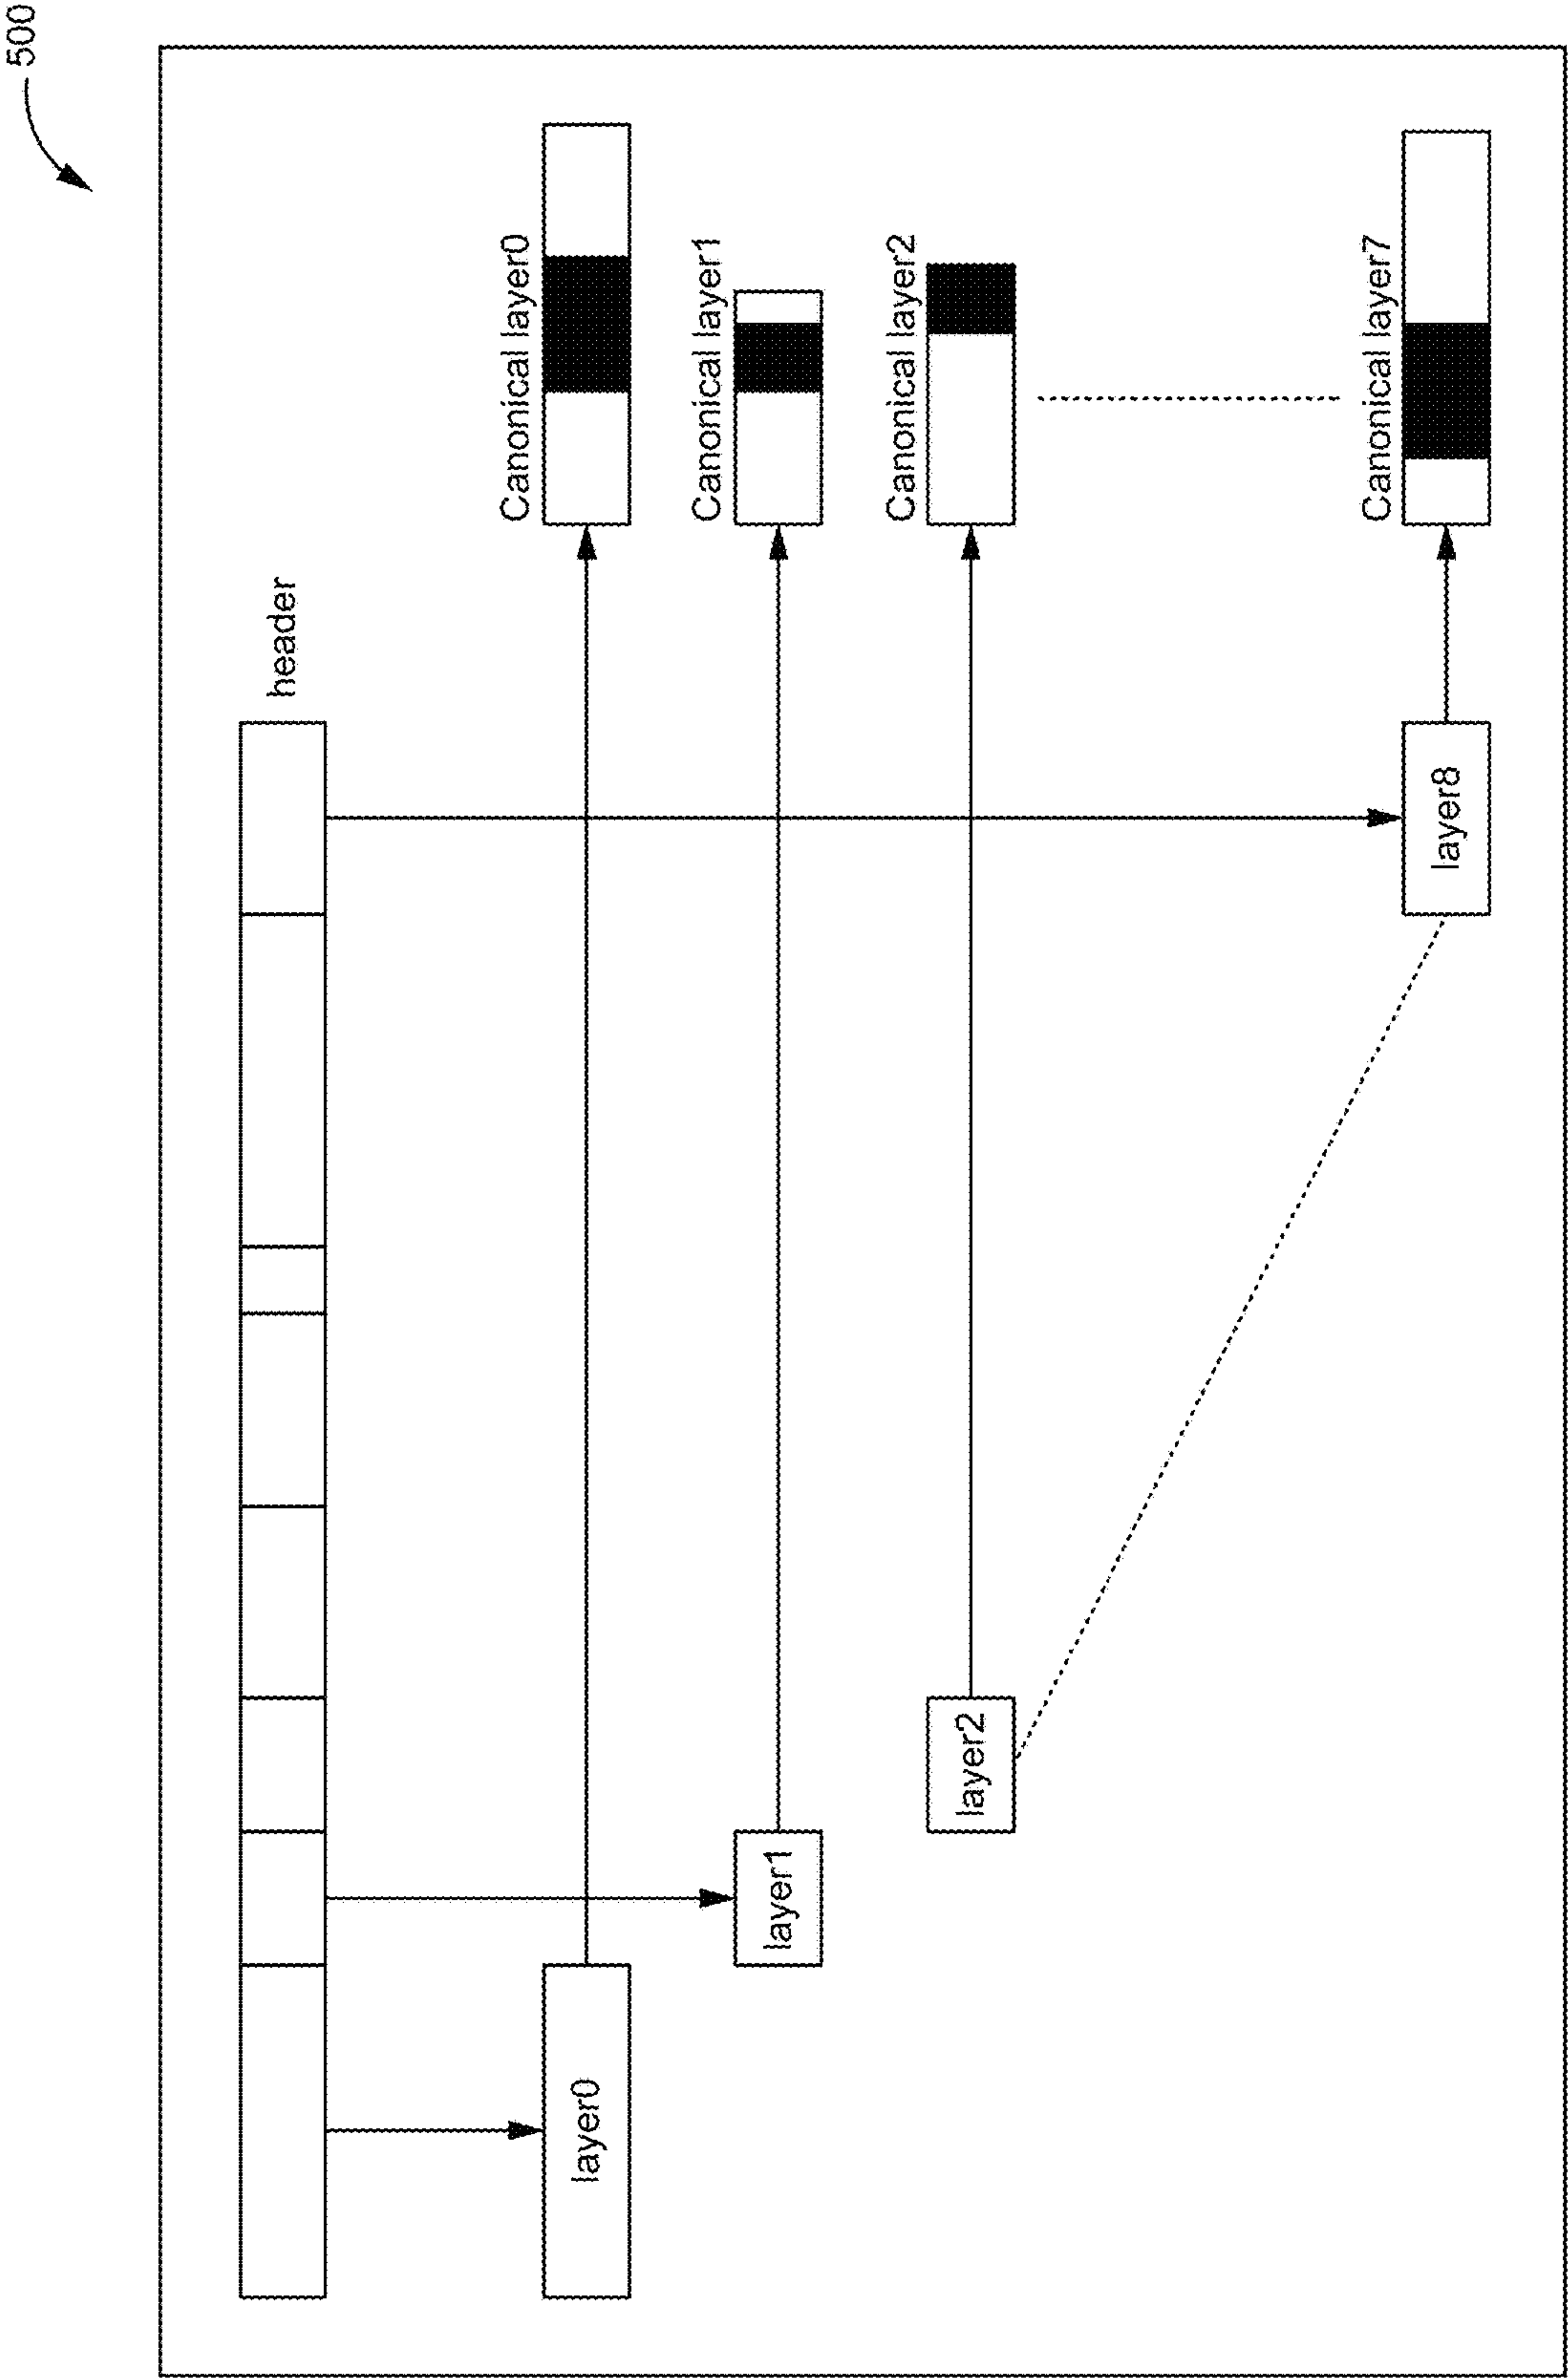 500
header
layer0
Canonical layer0
layer1
Canonical layer1
layer2
Canonical layer2
layer8
Canonical layer7